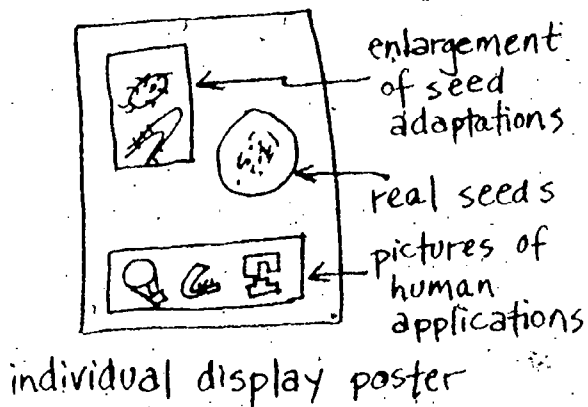 enlargement
of seed
adaptations
real seeds
pictures of
human
applications
individual display poster